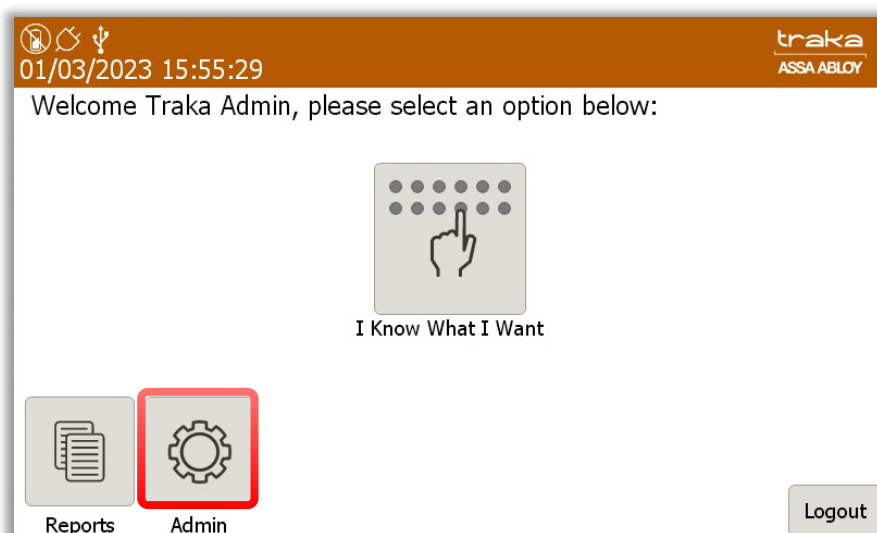 traka
01/03/2023 15:55:29
ASSA ABLOY
Welcome Traka Admin, please select an option below:
I Know What I Want
Reports
Admin
Logout